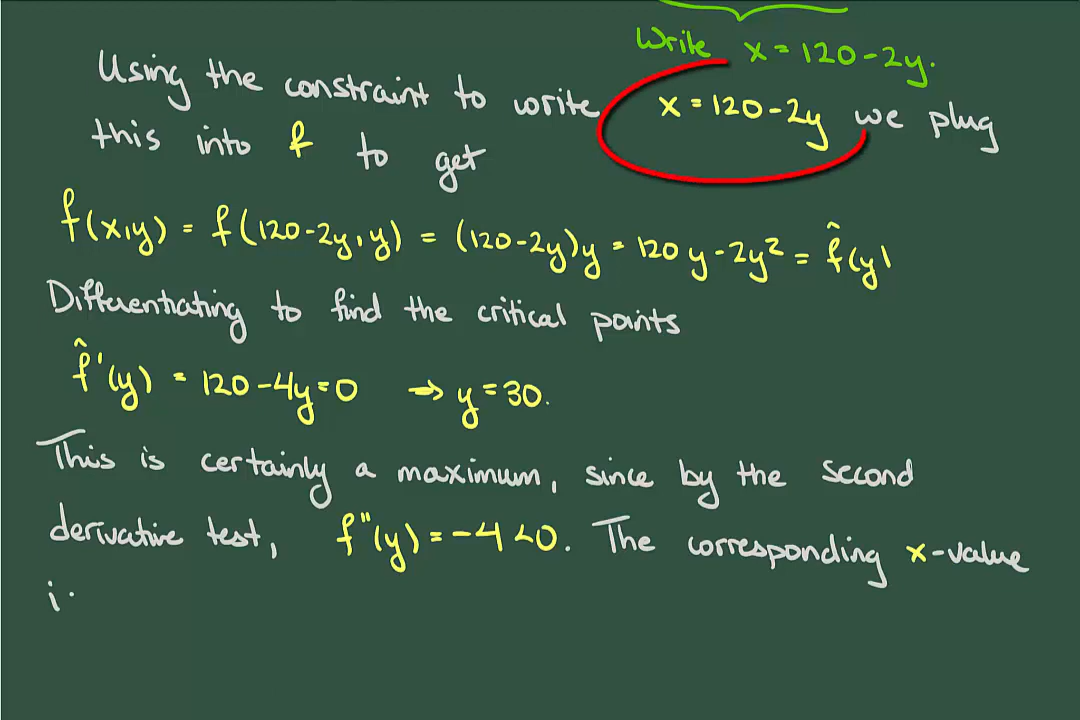 Write x = 120 - 2y.
Using the constraint to write x = 120 - 2y we plug
this into f to get
f(x,y) = f(120-2y, y) = (120-2y)y = 120y - 2y² = f̂(y)
Differentiating to find the critical points
f̂'(y) = 120 - 4y = 0 → y = 30.
This is certainly a maximum, since by the second
derivative test, f''(y) = -4 < 0. The corresponding x-value
i